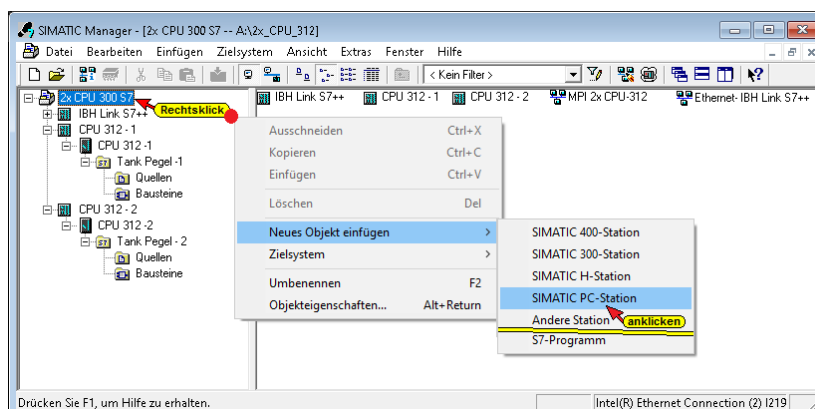 SIMATIC Manager - [2x CPU 300 S7 -- A:\2x_CPU_312]
Datei Bearbeiten Einfügen Zielsystem Ansicht Extras Fenster Hilfe
< Kein Filter >
2x CPU 300 S7
Rechtsklick
IBH Link S7++
CPU 312 - 1
CPU 312 -1
Tank Pegel -1
Quellen
Bausteine
CPU 312 - 2
CPU 312 -2
Tank Pegel - 2
Quellen
Bausteine
IBH Link S7++ CPU 312 - 1 CPU 312 - 2 MPI 2x CPU-312 Ethernet- IBH Link S7++
Ausschneiden Ctrl+X
Kopieren Ctrl+C
Einfügen Ctrl+V
Löschen Del
Neues Objekt einfügen >
Zielsystem >
Umbenennen F2
Objekteigenschaften... Alt+Return
SIMATIC 400-Station
SIMATIC 300-Station
SIMATIC H-Station
SIMATIC PC-Station
Andere Station
anklicken
S7-Programm
Drücken Sie F1, um Hilfe zu erhalten. Intel(R) Ethernet Connection (2) I219